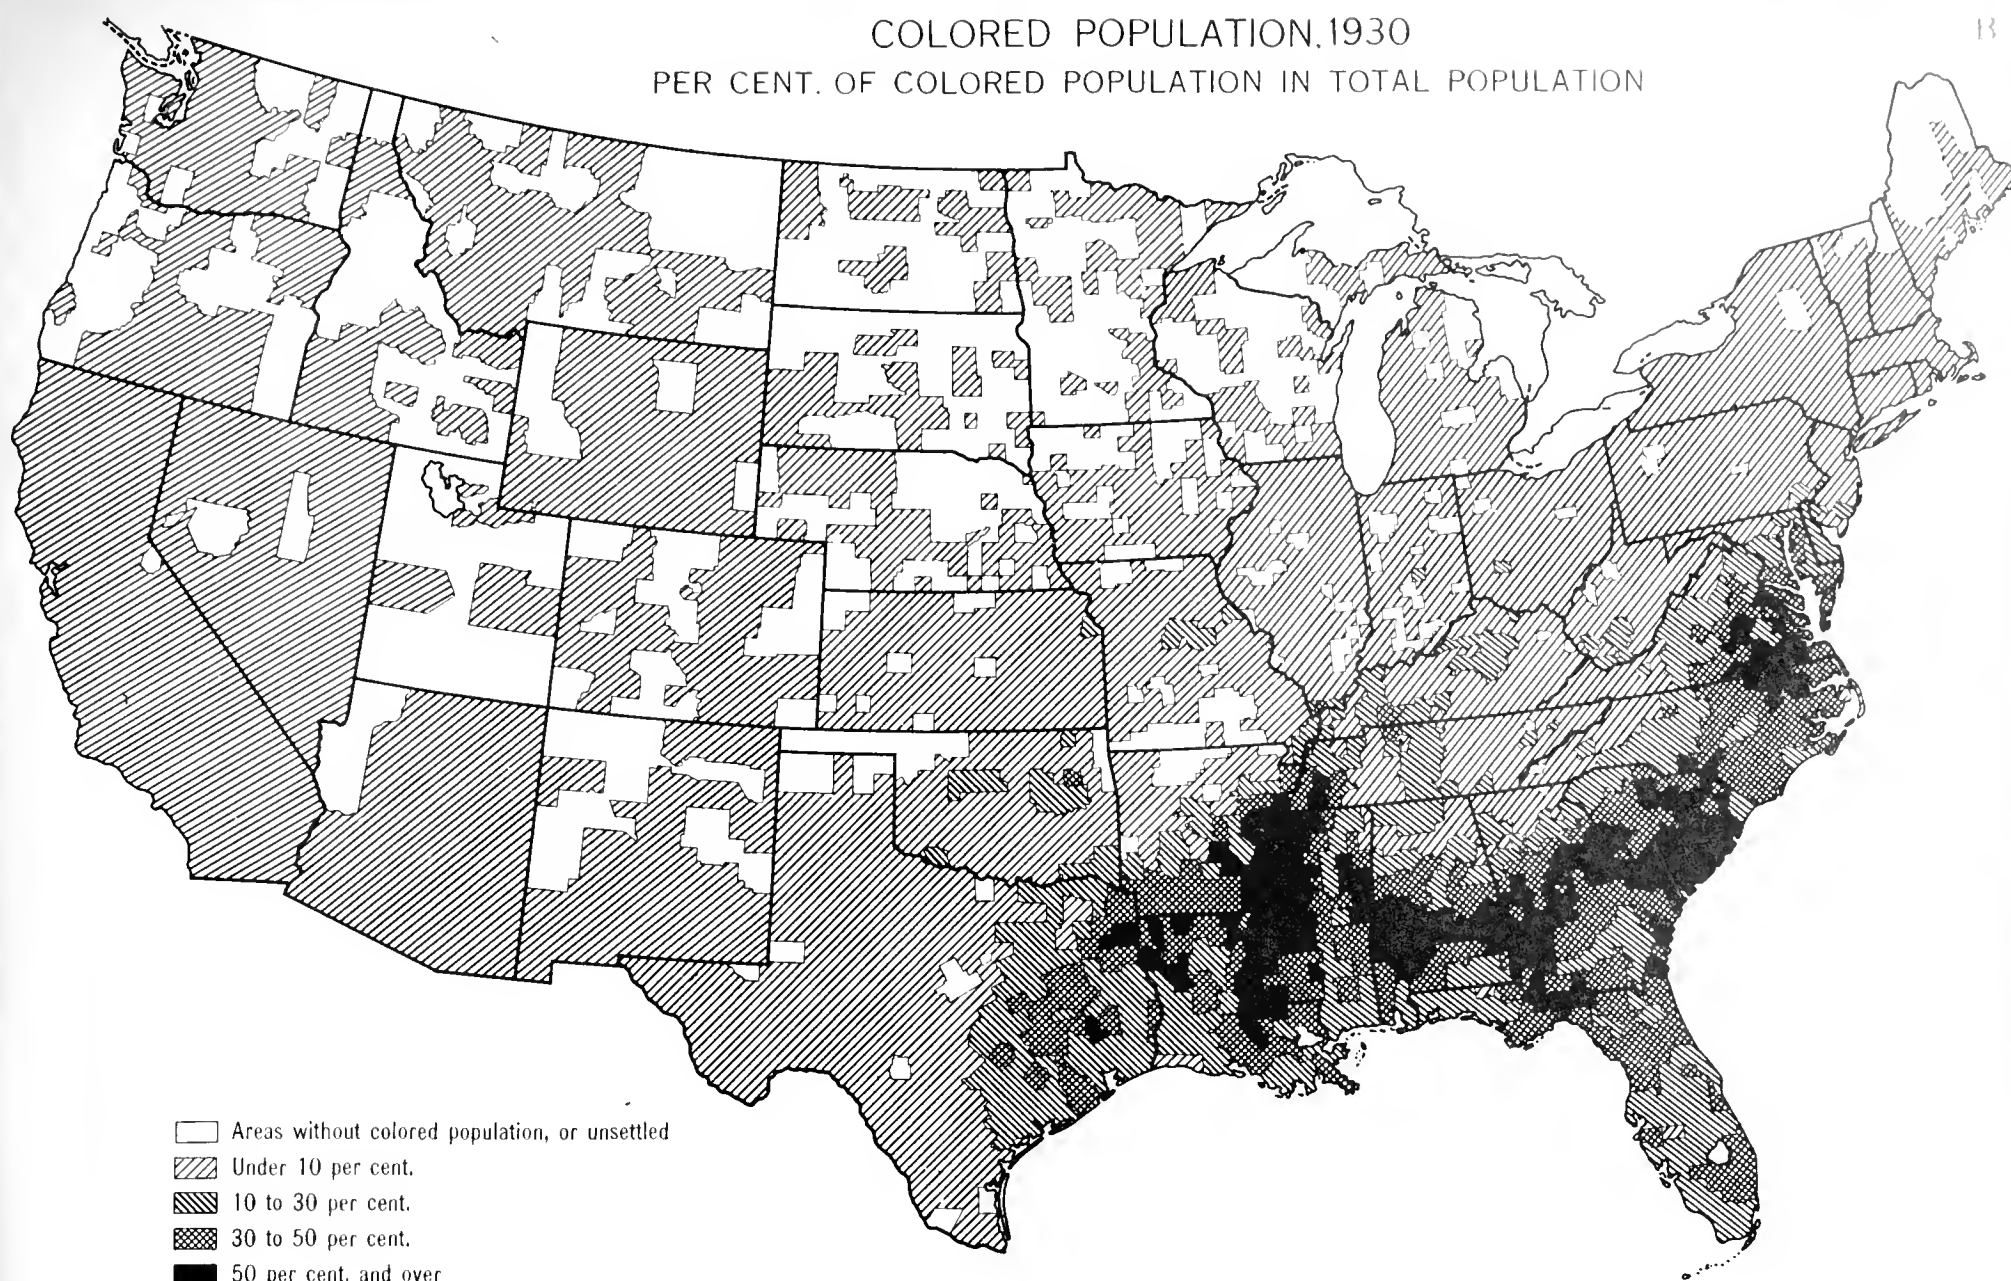 COLORED POPULATION, 1930
PER CENT. OF COLORED POPULATION IN TOTAL POPULATION
Areas without colored population, or unsettled
Under 10 per cent.
10 to 30 per cent.
30 to 50 per cent.
50 per cent. and over